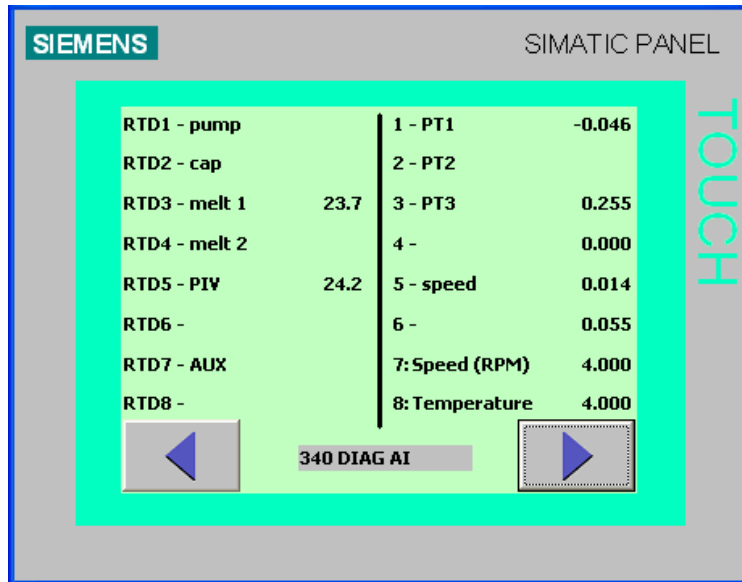 SIEMENS SIMATIC PANEL
TOUCH
RTD1 - pump 1 - PT1 -0.046
RTD2 - cap 2 - PT2
RTD3 - melt 1 23.7 3 - PT3 0.255
RTD4 - melt 2 4 - 0.000
RTD5 - PIV 24.2 5 - speed 0.014
RTD6 - 6 - 0.055
RTD7 - AUX 7: Speed (RPM) 4.000
RTD8 - 8: Temperature 4.000
340 DIAG AI